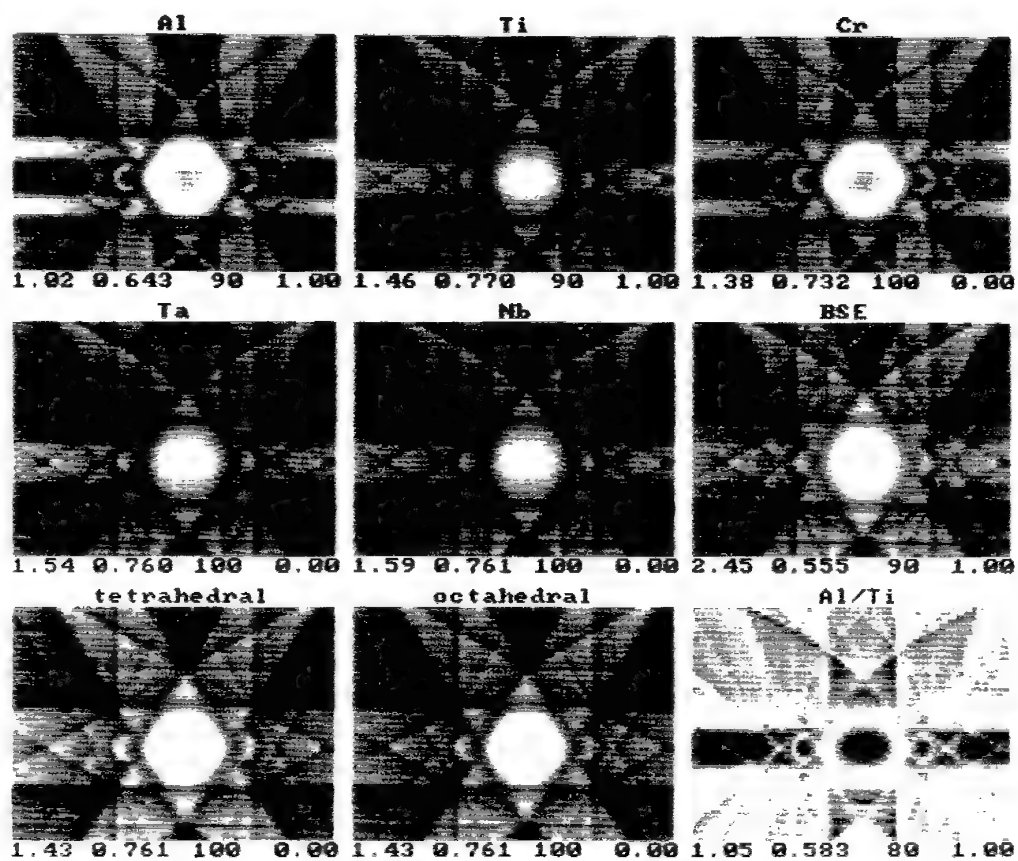 Al Ti Cr
1.02 0.643 90 1.00 1.46 0.770 90 1.00 1.38 0.732 100 0.00
Ta Nb BSE
1.54 0.760 100 0.00 1.59 0.761 100 0.00 2.45 0.555 90 1.00
tetrahedral octahedral Al/Ti
1.43 0.761 100 0.00 1.43 0.761 100 0.00 1.05 0.583 80 1.00